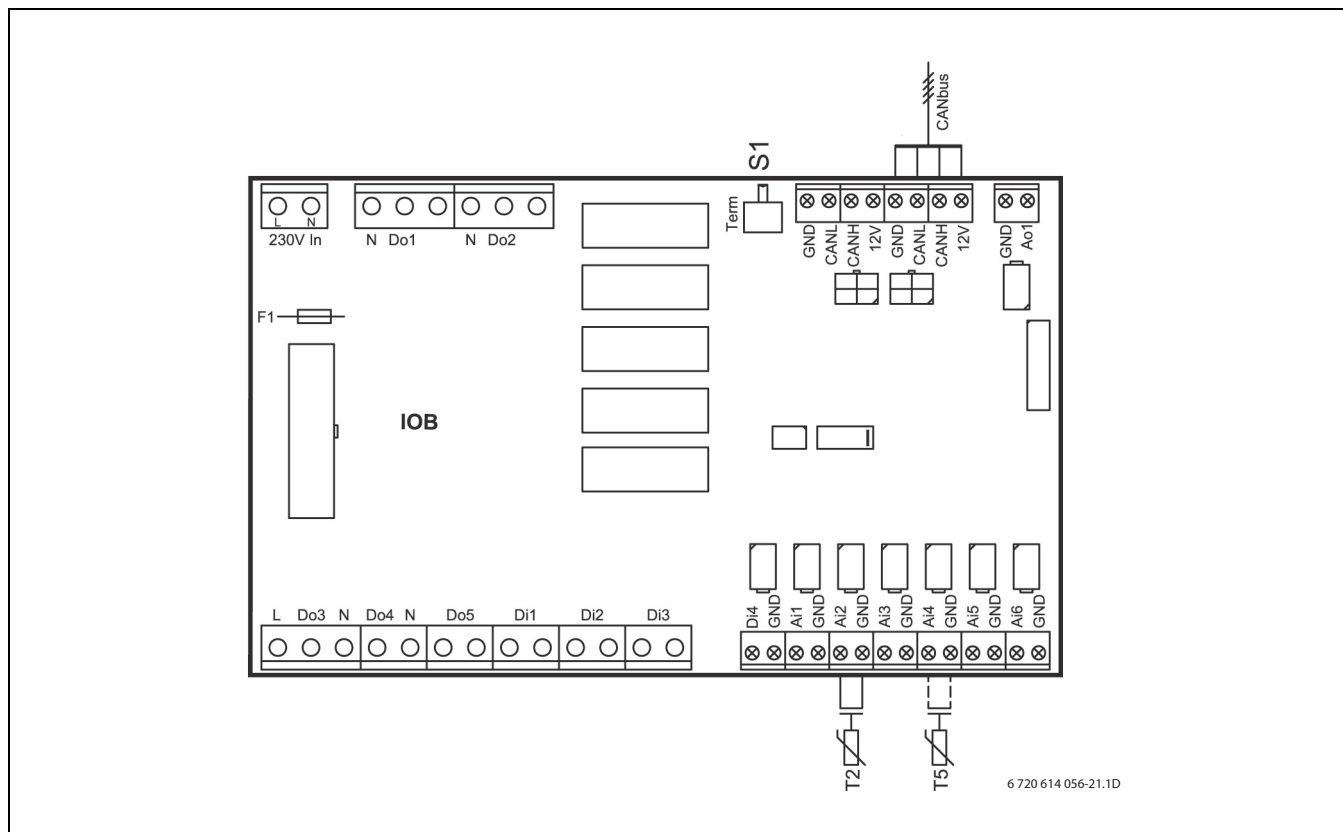 CANbus
S1
Term
L N
230V In
N Do1 N Do2
GND CANL CANH 12V GND CANL CANH 12V
GND Ao1
F1
IOB
L Do3 N Do4 N Do5 Di1 Di2 Di3
Di4 GND Ai1 GND Ai2 GND Ai3 GND Ai4 GND Ai5 GND Ai6 GND
T2 T5
6 720 614 056-21.1D